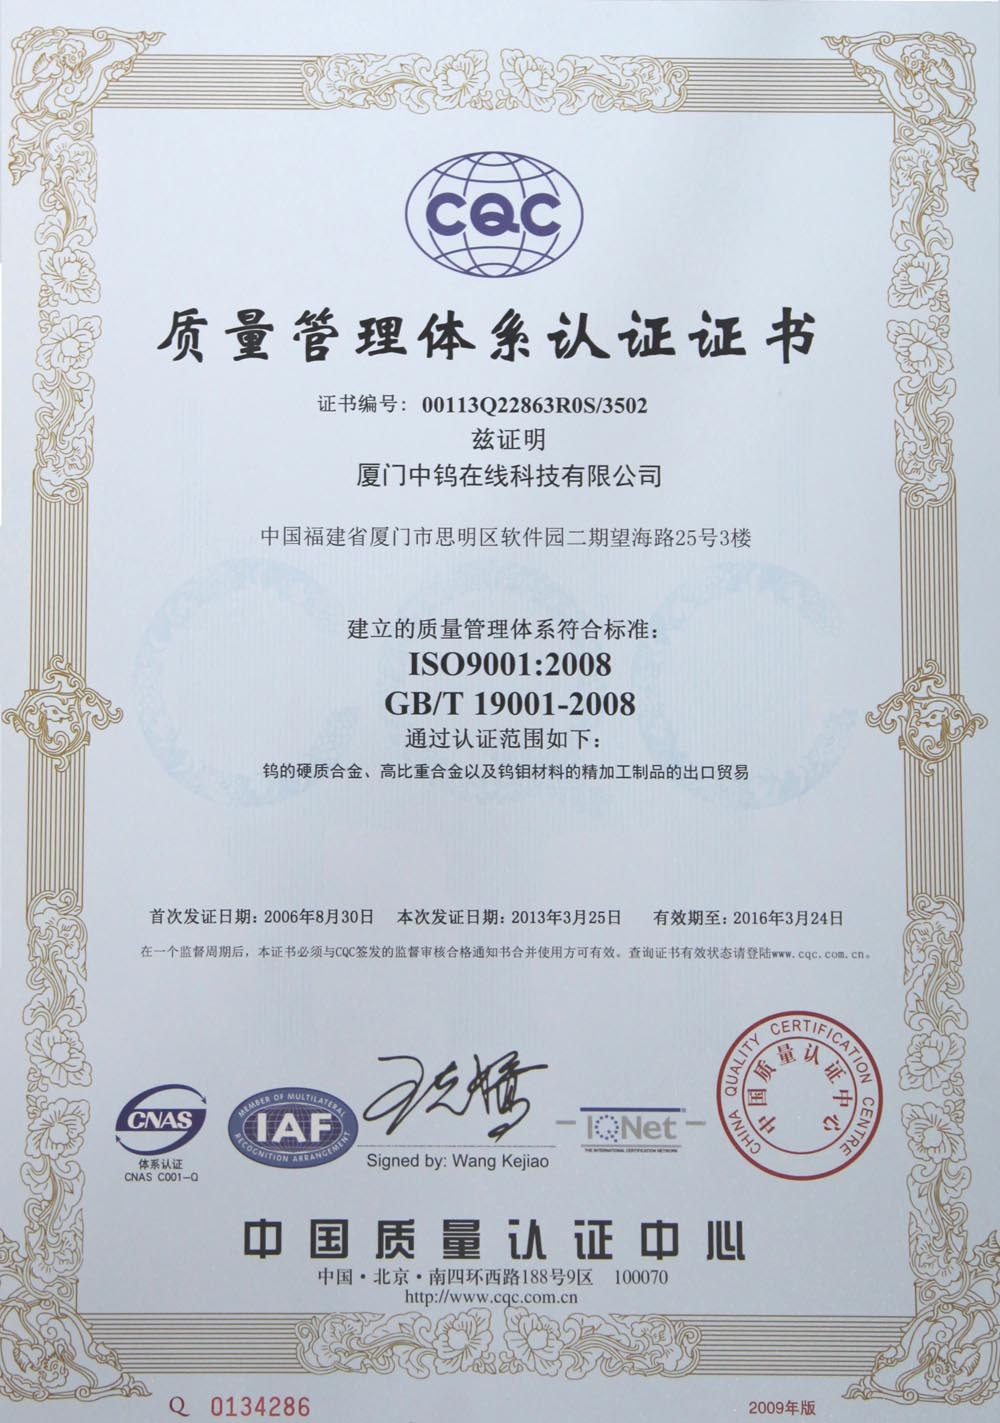 CQC
质量管理体系认证证书
证书编号：00113Q22863R0S/3502
兹证明
厦门中钨在线科技有限公司
中国福建省厦门市思明区软件园二期望海路25号3楼
建立的质量管理体系符合标准：
ISO9001:2008
GB/T 19001-2008
通过认证范围如下：
钨的硬质合金、高比重合金以及钨钼材料的精加工制品的出口贸易
首次发证日期：2006年8月30日 本次发证日期：2013年3月25日 有效期至：2016年3月24日
在一个监督周期后，本证书必须与CQC签发的监督审核合格通知书合并使用方可有效。查询证书有效状态请登陆www.cqc.com.cn。
CNAS
体系认证
CNAS C001-Q
MEMBER OF MULTILATERAL
IAF
RECOGNITION ARRANGEMENT
王克娇
Signed by: Wang Kejiao
IQNet
THE INTERNATIONAL CERTIFICATION NETWORK
CHINA QUALITY CERTIFICATION CENTRE
中国质量认证中心
中国质量认证中心
中国·北京·南四环西路188号9区 100070
http://www.cqc.com.cn
Q 0134286
2009年版